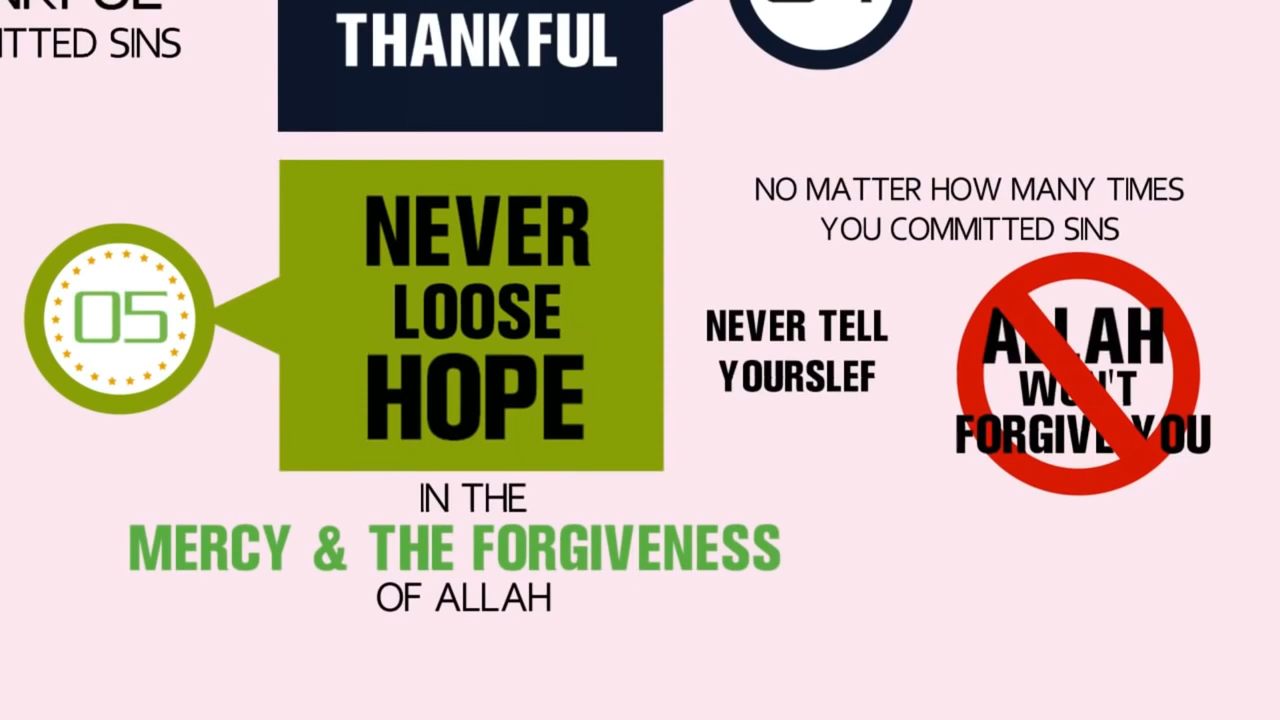 ITTED SINS
THANKFUL
05
NEVER
LOOSE
HOPE
IN THE
MERCY & THE FORGIVENESS
OF ALLAH
NO MATTER HOW MANY TIMES
YOU COMMITTED SINS
NEVER TELL
YOURSLEF
ALLAH
WON'T
FORGIVE YOU